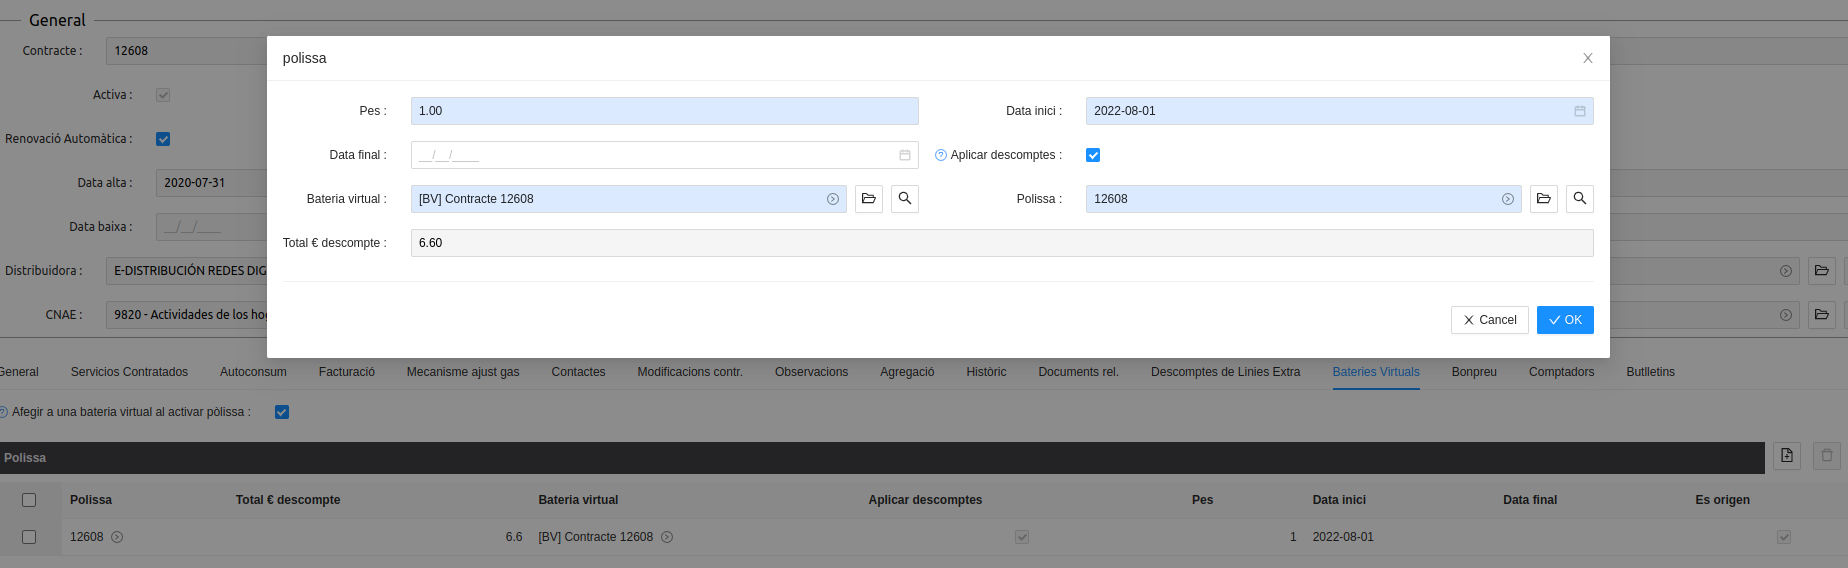 General
Contracte : 12608
polissa
Pes : 1.00 Data inici : 2022-08-01
Activa :
Renovació Automàtica :
Data final : __/__/____ Aplicar descomptes :
Data alta : 2020-07-31
Bateria virtual : [BV] Contracte 12608 Polissa : 12608
Data baixa : __/__/____
Total € descompte : 6.60
Distribuidora : E-DISTRIBUCIÓN REDES DIG
CNAE : 9820 - Actividades de los hog
Cancel OK
General Servicios Contratados Autoconsum Facturació Mecanisme ajust gas Contactes Modificacions contr. Observacions Agregació Històric Documents rel. Descomptes de Linies Extra Bateries Virtuals Bonpreu Comptadors Butlletins
Afegir a una bateria virtual al activar pòlissa :
Polissa
Polissa Total € descompte Bateria virtual Aplicar descomptes Pes Data inici Data final Es origen
12608 6.6 [BV] Contracte 12608 1 2022-08-01